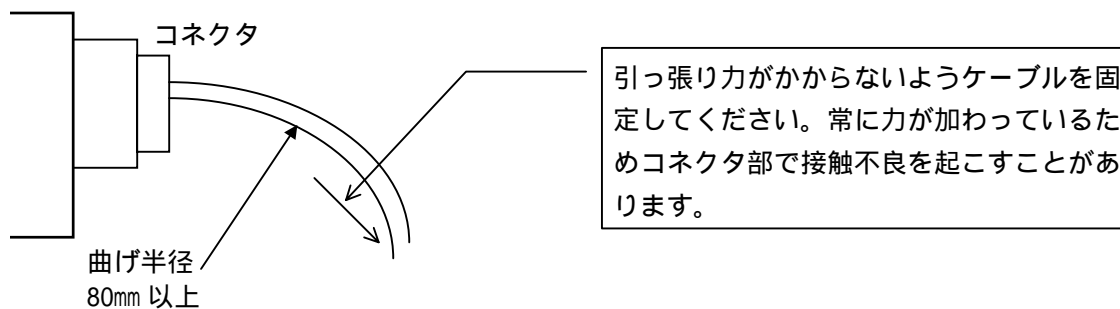 コネクタ
引っ張り力がかからないようケーブルを固
定してください。常に力が加わっているた
めコネクタ部で接触不良を起こすことがあ
ります。
曲げ半径
80㎜ 以上